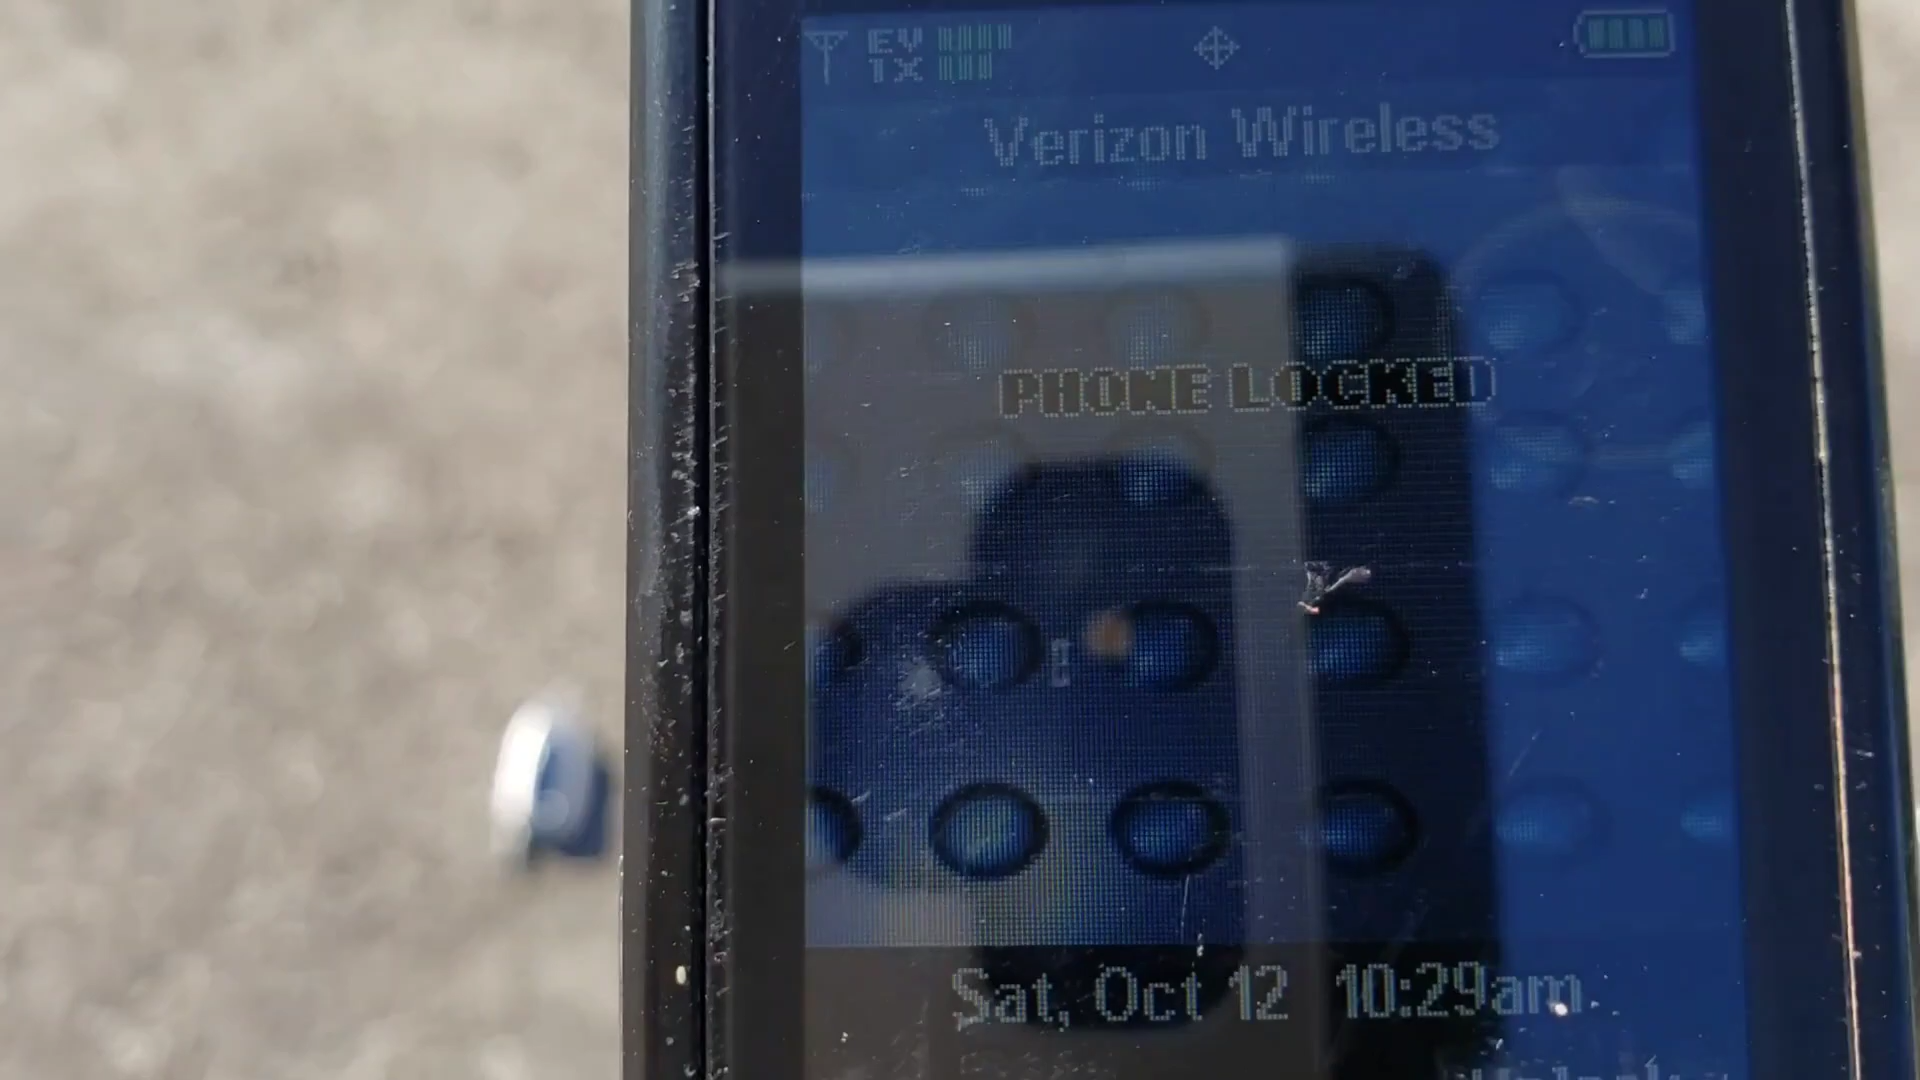 EV
1X
Verizon Wireless
PHONE LOCKED
Sat, Oct 12 10:29am